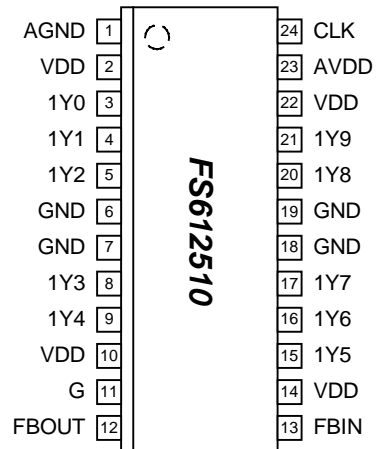 AGND 1 24 CLK
VDD 2 23 AVDD
1Y0 3 22 VDD
1Y1 4 21 1Y9
1Y2 5 20 1Y8
GND 6 19 GND
GND 7 18 GND
1Y3 8 17 1Y7
1Y4 9 16 1Y6
VDD 10 15 1Y5
G 11 14 VDD
FBOUT 12 13 FBIN
FS612510